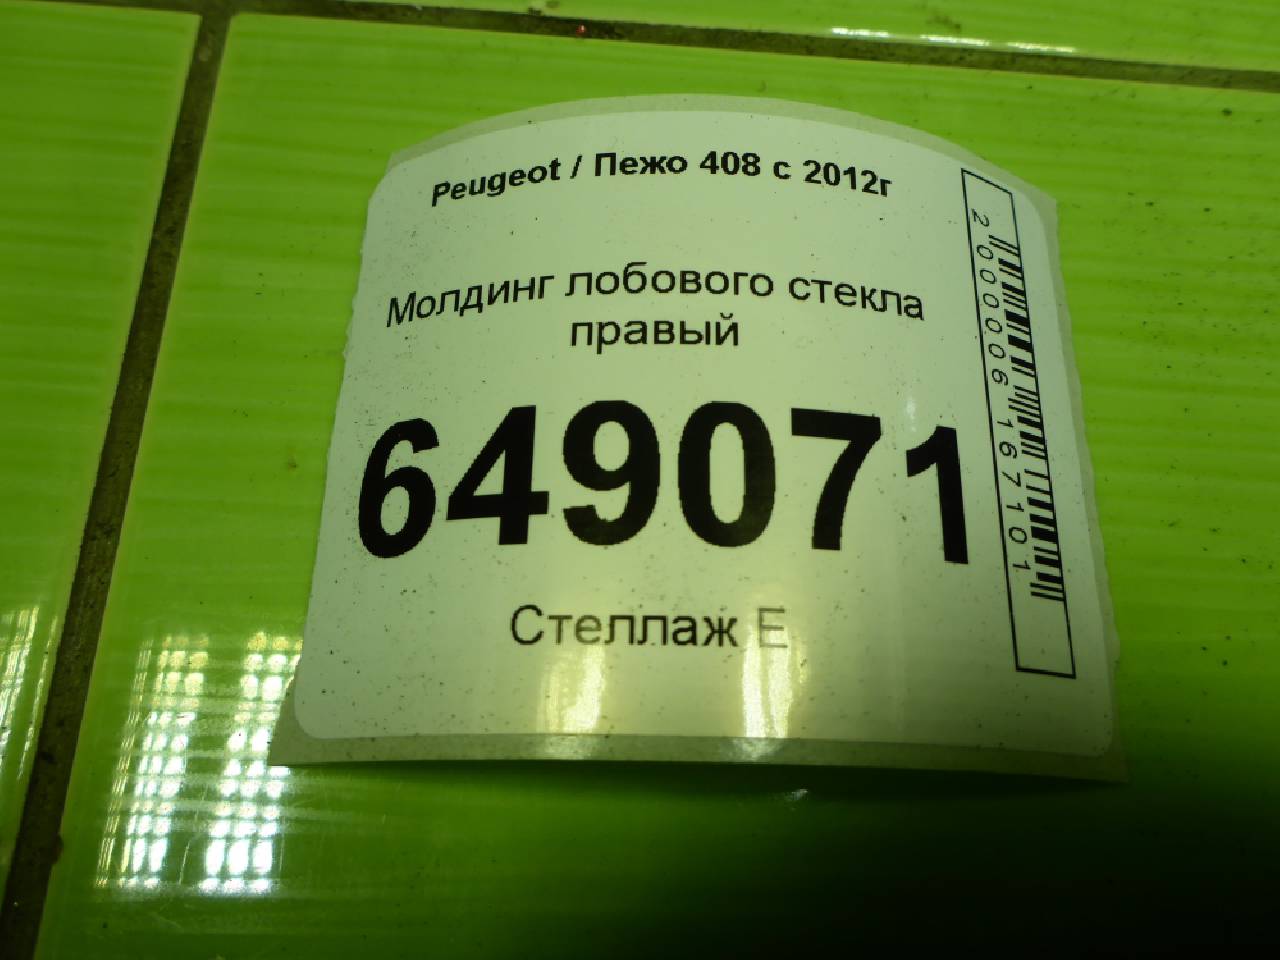 Peugeot / Пежо 408 с 2012г
Молдинг лобового стекла
правый
649071
Стеллаж Е
2000006167101